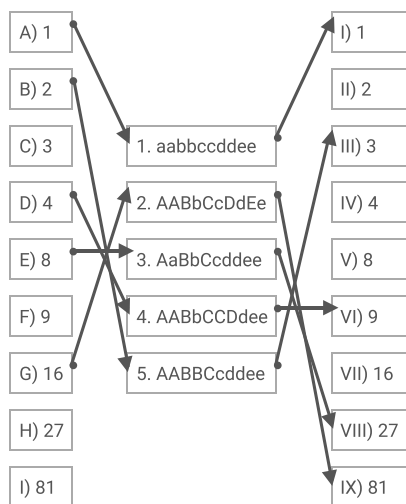 A) 1
B) 2
C) 3
D) 4
E) 8
F) 9
G) 16
H) 27
I) 81
1. aabbccddee
2. AABbCcDdEe
3. AaBbCcddee
4. AABbCCDdee
5. AABBCcddee
I) 1
II) 2
III) 3
IV) 4
V) 8
VI) 9
VII) 16
VIII) 27
IX) 81